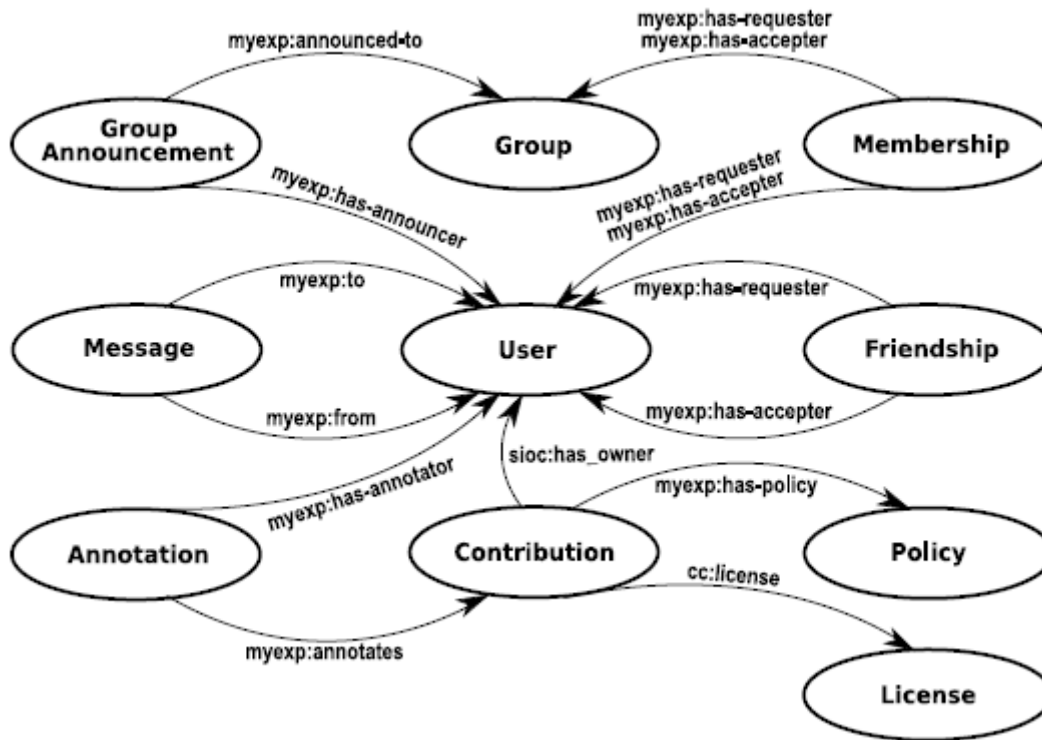 myexp:announced-to
myexp:has-requester
myexp:has-accepter
Group
Announcement
Group
Membership
myexp:has-announcer
myexp:has-requester
myexp:has-accepter
myexp:to
myexp:has-requester
Message
User
Friendship
myexp:from
myexp:has-accepter
sioc:has_owner
myexp:has-annotator
myexp:has-policy
Annotation
Contribution
Policy
cc:license
myexp:annotates
License